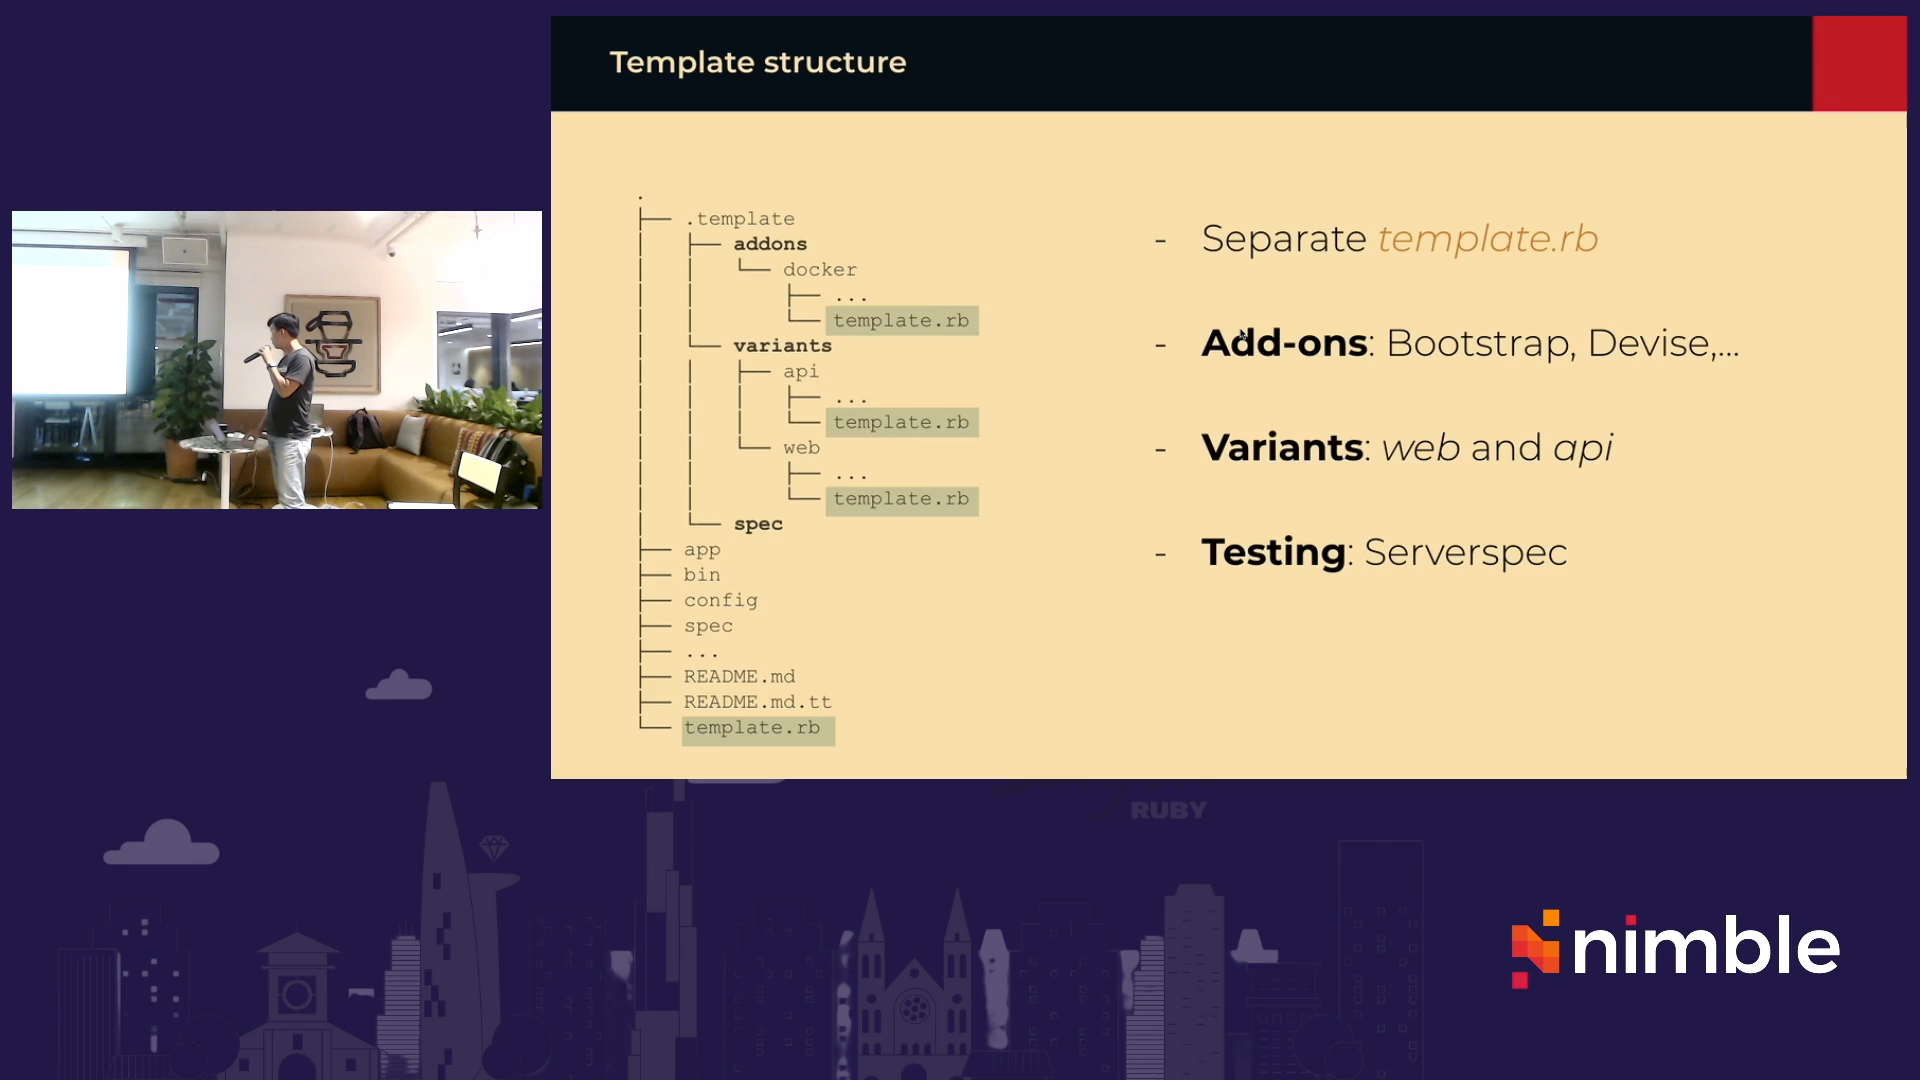 Template structure
.
├── .template
│   ├── addons
│   │   └── docker
│   │       ├── ...
│   │       └── template.rb
│   └── variants
│   │   ├── api
│   │   │   ├── ...
│   │   │   └── template.rb
│   │   └── web
│   │       ├── ...
│   │       └── template.rb
│   └── spec
├── app
├── bin
├── config
├── spec
├── ...
├── README.md
├── README.md.tt
└── template.rb
- Separate template.rb
- Add-ons: Bootstrap, Devise,...
- Variants: web and api
- Testing: Serverspec
RUBY
nimble